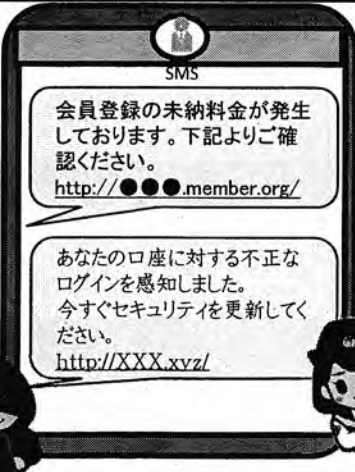 SMS
会員登録の未納料金が発生
しております。下記よりご確
認ください。
http://●●●.member.org/
あなたの口座に対する不正な
ログインを感知しました。
今すぐセキュリティを更新してく
ださい。
http://XXX.xyz/